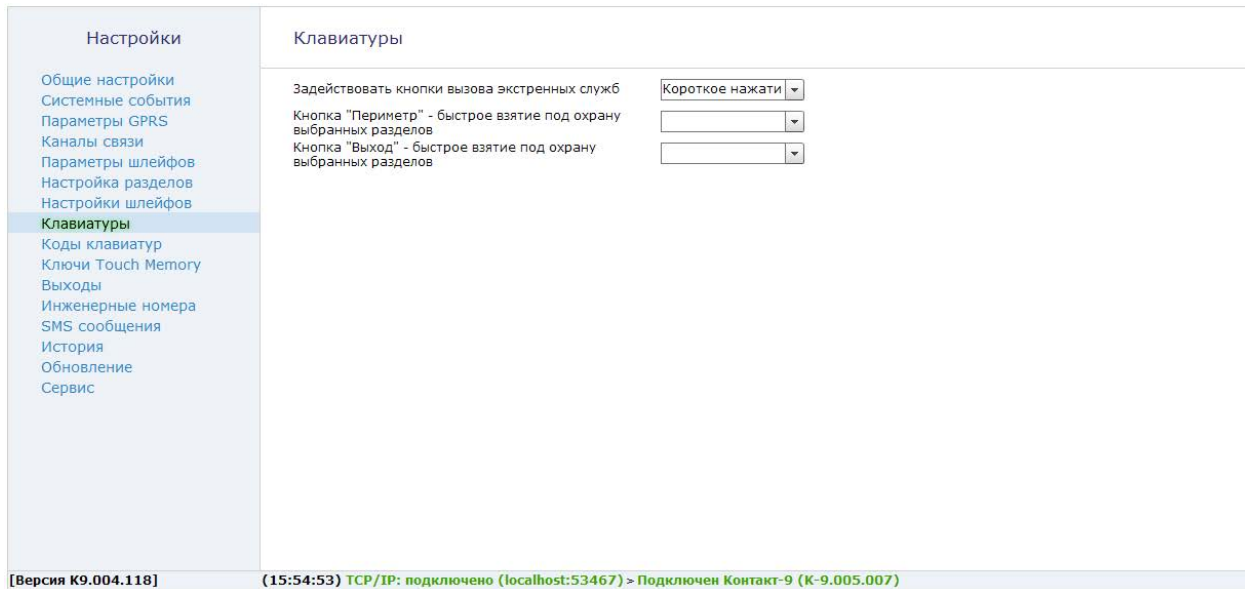 Настройки
Общие настройки
Системные события
Параметры GPRS
Каналы связи
Параметры шлейфов
Настройка разделов
Настройки шлейфов
Клавиатуры
Коды клавиатур
Ключи Touch Memory
Выходы
Инженерные номера
SMS сообщения
История
Обновление
Сервис
Клавиатуры
Задействовать кнопки вызова экстренных служб
Короткое нажати
Кнопка "Периметр" - быстрое взятие под охрану
выбранных разделов
Кнопка "Выход" - быстрое взятие под охрану
выбранных разделов
[Версия K9.004.118]
(15:54:53) TCP/IP: подключено (localhost:53467) > Подключен Контакт-9 (K-9.005.007)